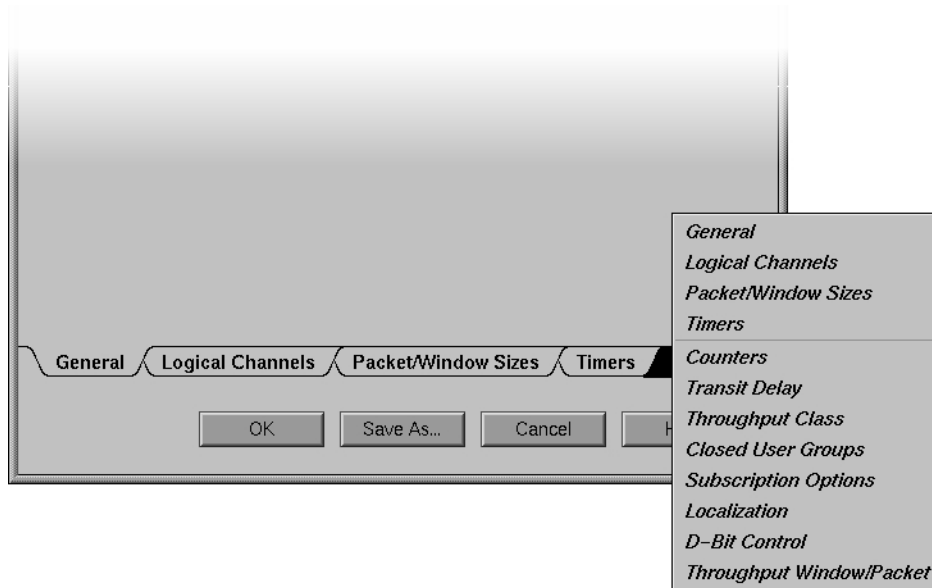 General
Logical Channels
Packet/Window Sizes
Timers
Counters
Transit Delay
Throughput Class
Closed User Groups
Subscription Options
Localization
D–Bit Control
Throughput Window/Packet
General Logical Channels Packet/Window Sizes Timers
OK Save As... Cancel